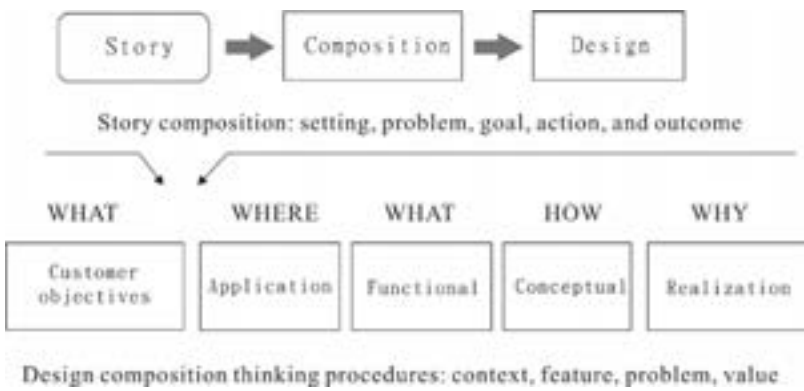 Story Composition Design
Story composition: setting, problem, goal, action, and outcome
WHAT WHERE WHAT HOW WHY
Customer objectives Application Functional Comceptual Realization
Design composition thinking procedures: context, feature, problem, value